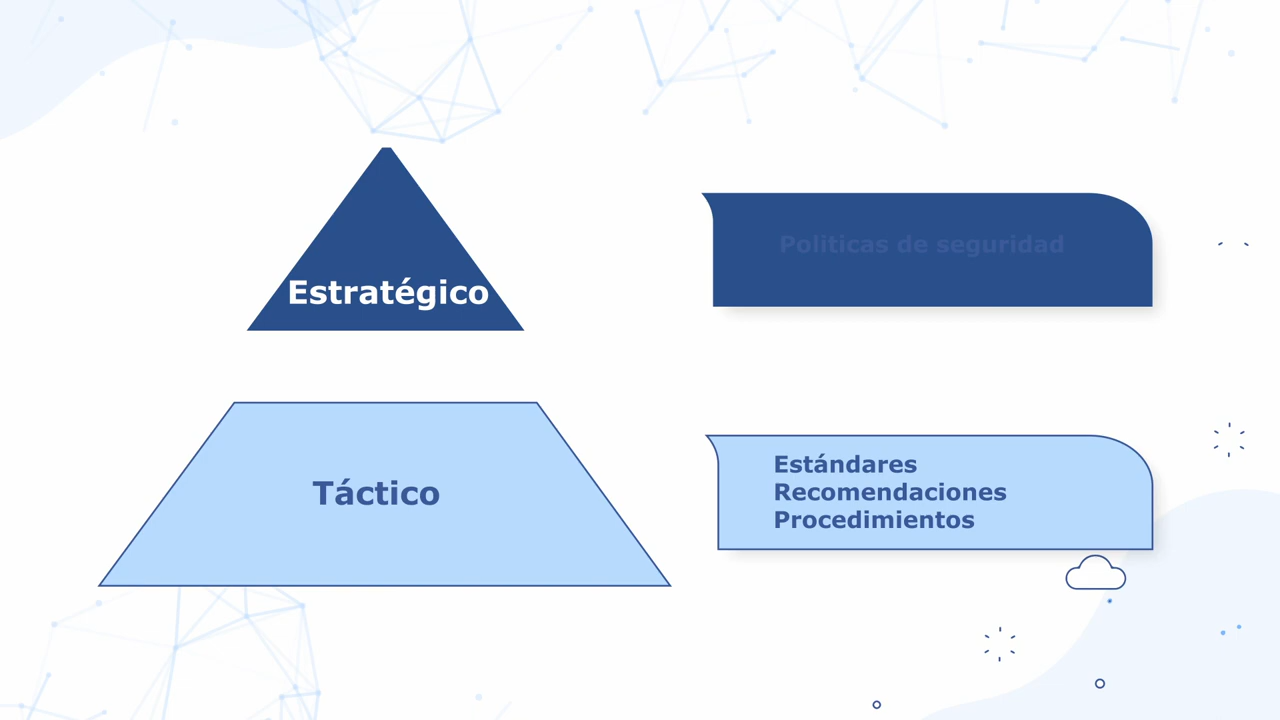 Estratégico
Politicas de seguridad
Táctico
Estándares
Recomendaciones
Procedimientos